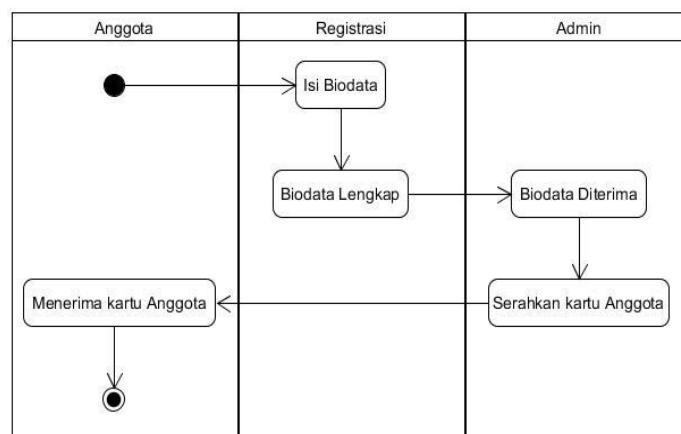 Anggota
Registrasi
Admin
Isi Biodata
Biodata Lengkap
Biodata Diterima
Menerima kartu Anggota
Serahkan kartu Anggota